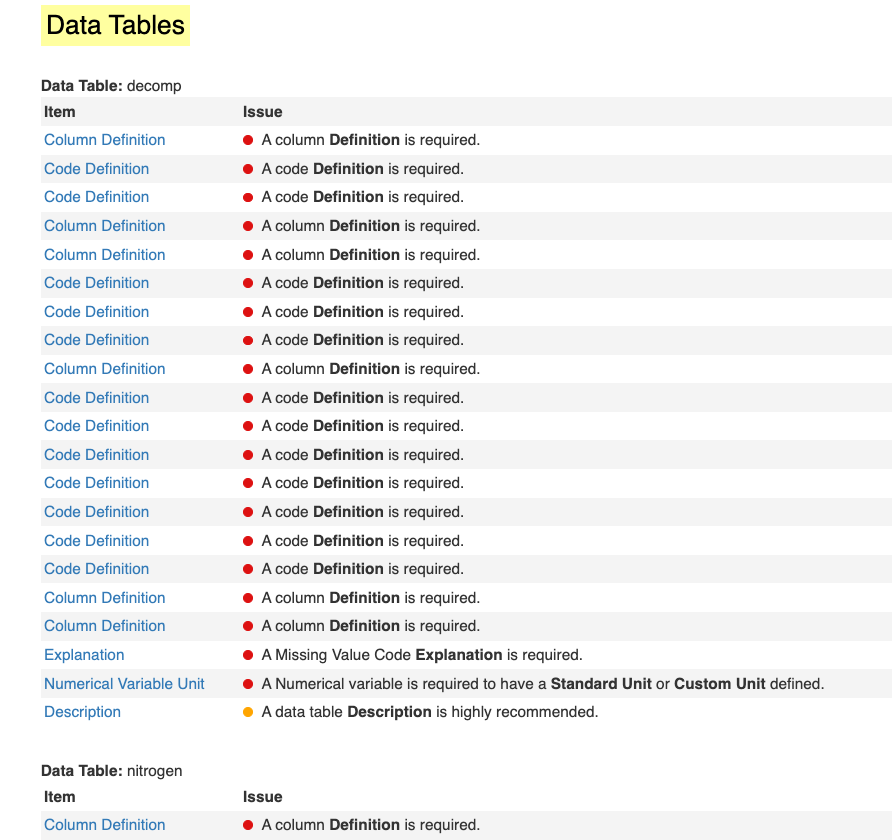 Data Tables
Data Table: decomp
Item Issue
Column Definition A column Definition is required.
Code Definition A code Definition is required.
Code Definition A code Definition is required.
Column Definition A column Definition is required.
Column Definition A column Definition is required.
Code Definition A code Definition is required.
Code Definition A code Definition is required.
Code Definition A code Definition is required.
Column Definition A column Definition is required.
Code Definition A code Definition is required.
Code Definition A code Definition is required.
Code Definition A code Definition is required.
Code Definition A code Definition is required.
Code Definition A code Definition is required.
Code Definition A code Definition is required.
Code Definition A code Definition is required.
Column Definition A column Definition is required.
Column Definition A column Definition is required.
Explanation A Missing Value Code Explanation is required.
Numerical Variable Unit A Numerical variable is required to have a Standard Unit or Custom Unit defined.
Description A data table Description is highly recommended.
Data Table: nitrogen
Item Issue
Column Definition A column Definition is required.